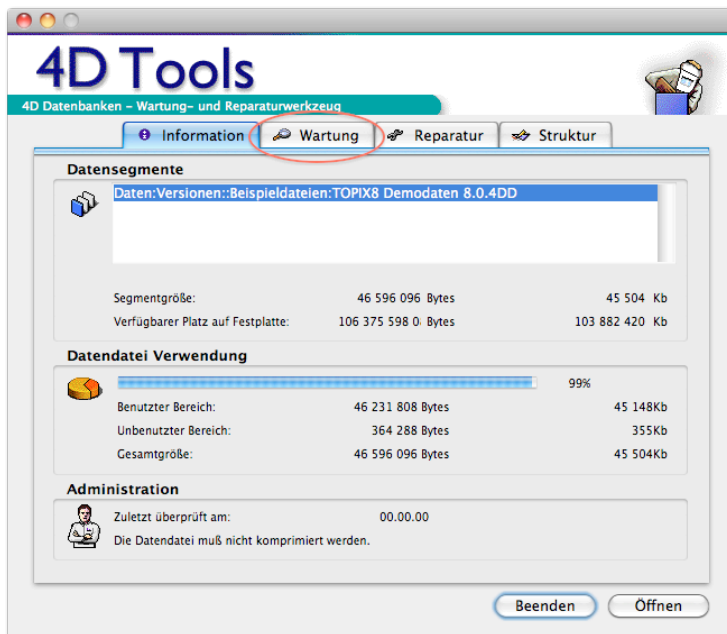 4D Tools
4D Datenbanken – Wartung- und Reparaturwerkzeug
Information Wartung Reparatur Struktur
Datensegmente
Daten:Versionen::Beispieldateien:TOPIX8 Demodaten 8.0.4DD
Segmentgröße: 46 596 096 Bytes 45 504 Kb
Verfügbarer Platz auf Festplatte: 106 375 598 0 Bytes 103 882 420 Kb
Datendatei Verwendung
99%
Benutzter Bereich: 46 231 808 Bytes 45 148Kb
Unbenutzter Bereich: 364 288 Bytes 355Kb
Gesamtgröße: 46 596 096 Bytes 45 504Kb
Administration
Zuletzt überprüft am: 00.00.00
Die Datendatei muß nicht komprimiert werden.
Beenden Öffnen